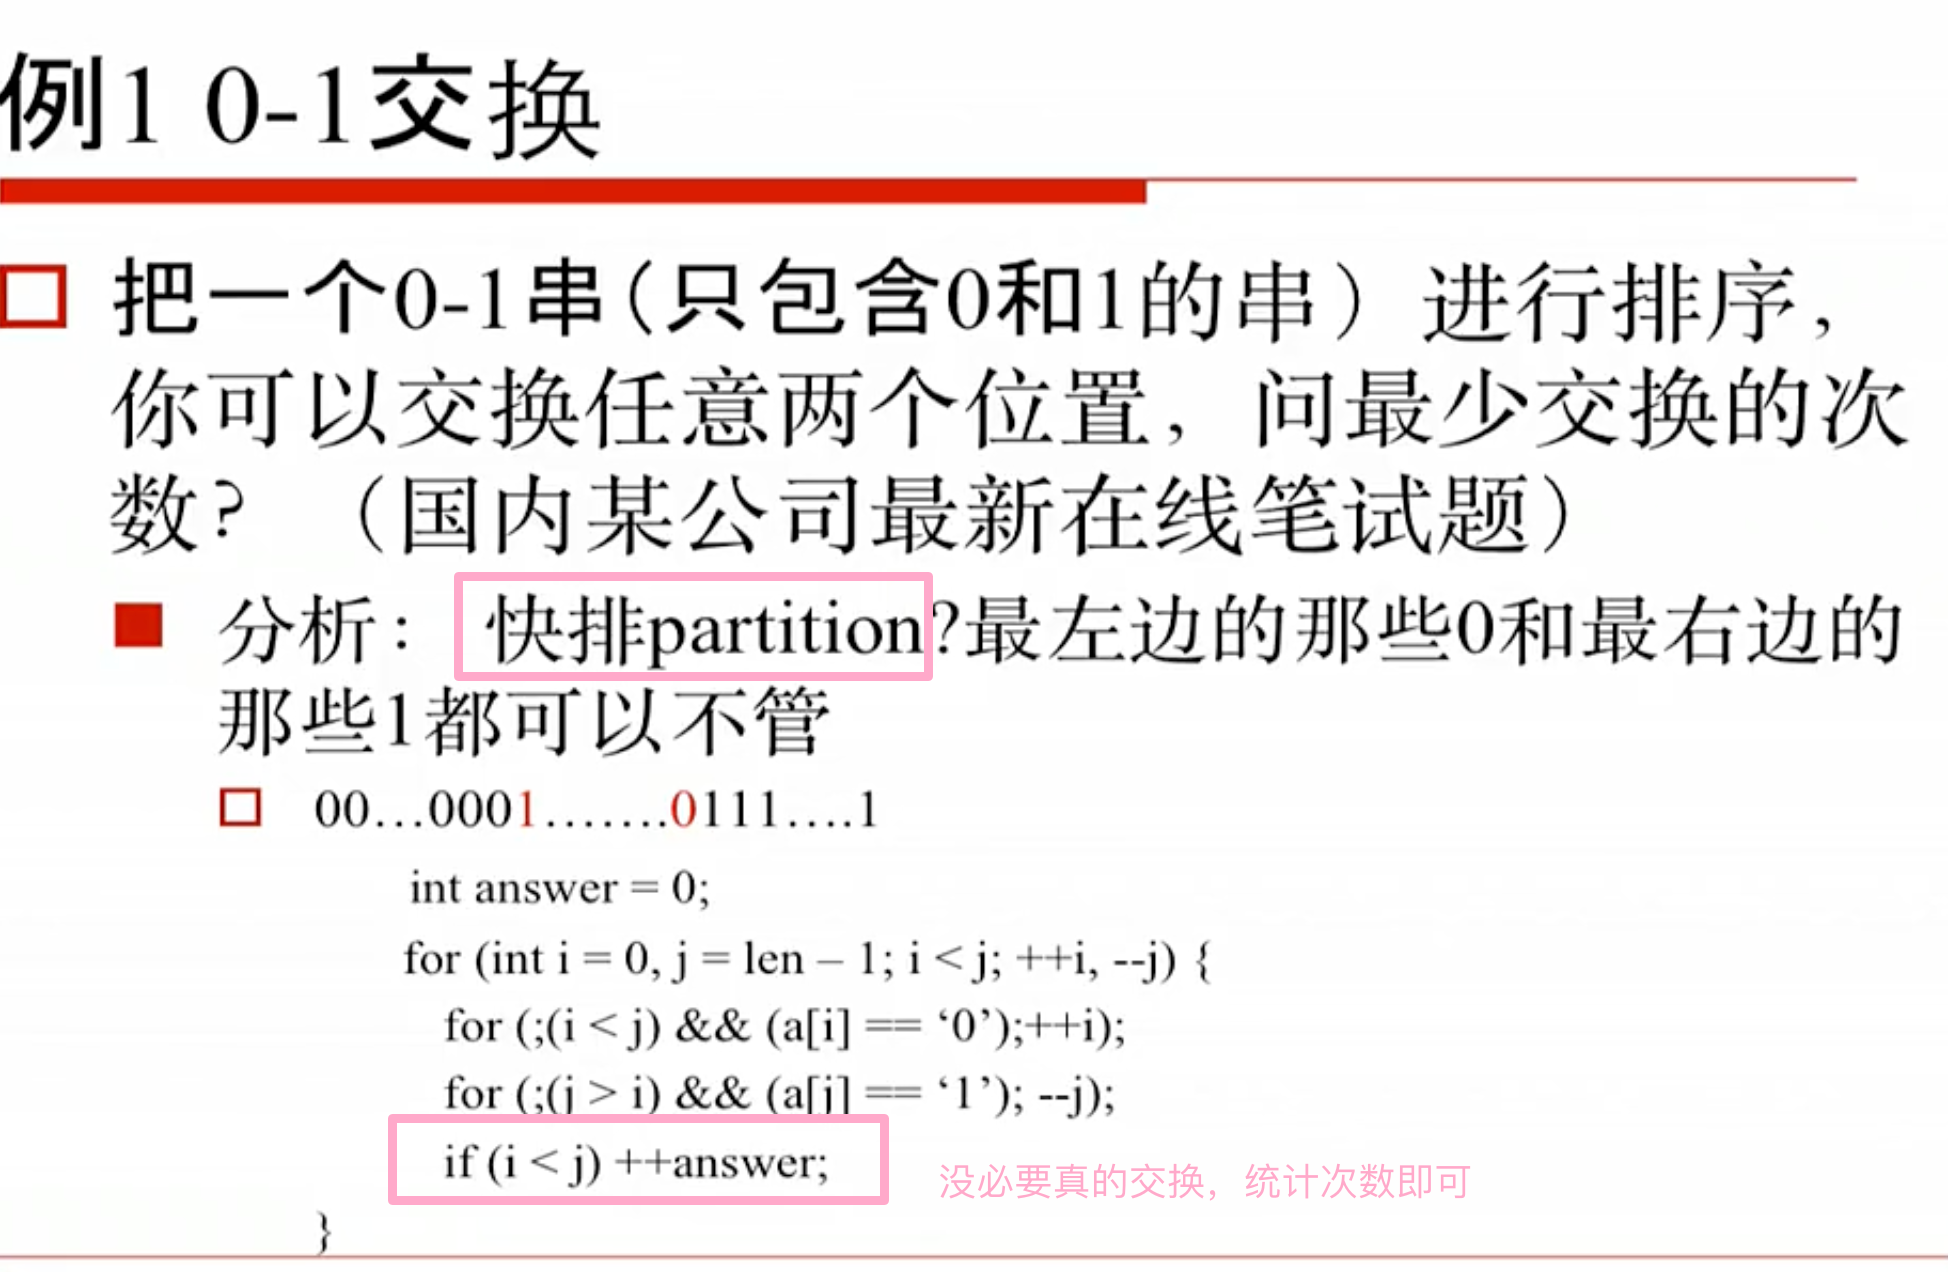 例1 0-1交换
把一个0-1串(只包含0和1的串）进行排序，
你可以交换任意两个位置，问最少交换的次
数？（国内某公司最新在线笔试题）
分析： 快排partition?最左边的那些0和最右边的
那些1都可以不管
00…0001…….0111….1
int answer = 0;
for (int i = 0, j = len – 1; i < j; ++i, --j) {
for (;(i < j) && (a[i] == ‘0’);++i);
for (;(j > i) && (a[j] == ‘1’); --j);
if (i < j) ++answer;
没必要真的交换，统计次数即可
}